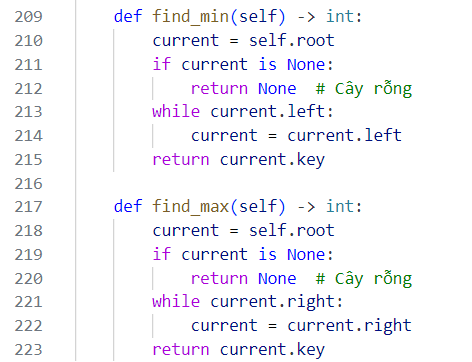 209 def find_min(self) -> int:
210 current = self.root
211 if current is None:
212 return None # Cây rỗng
213 while current.left:
214 current = current.left
215 return current.key
216
217 def find_max(self) -> int:
218 current = self.root
219 if current is None:
220 return None # Cây rỗng
221 while current.right:
222 current = current.right
223 return current.key